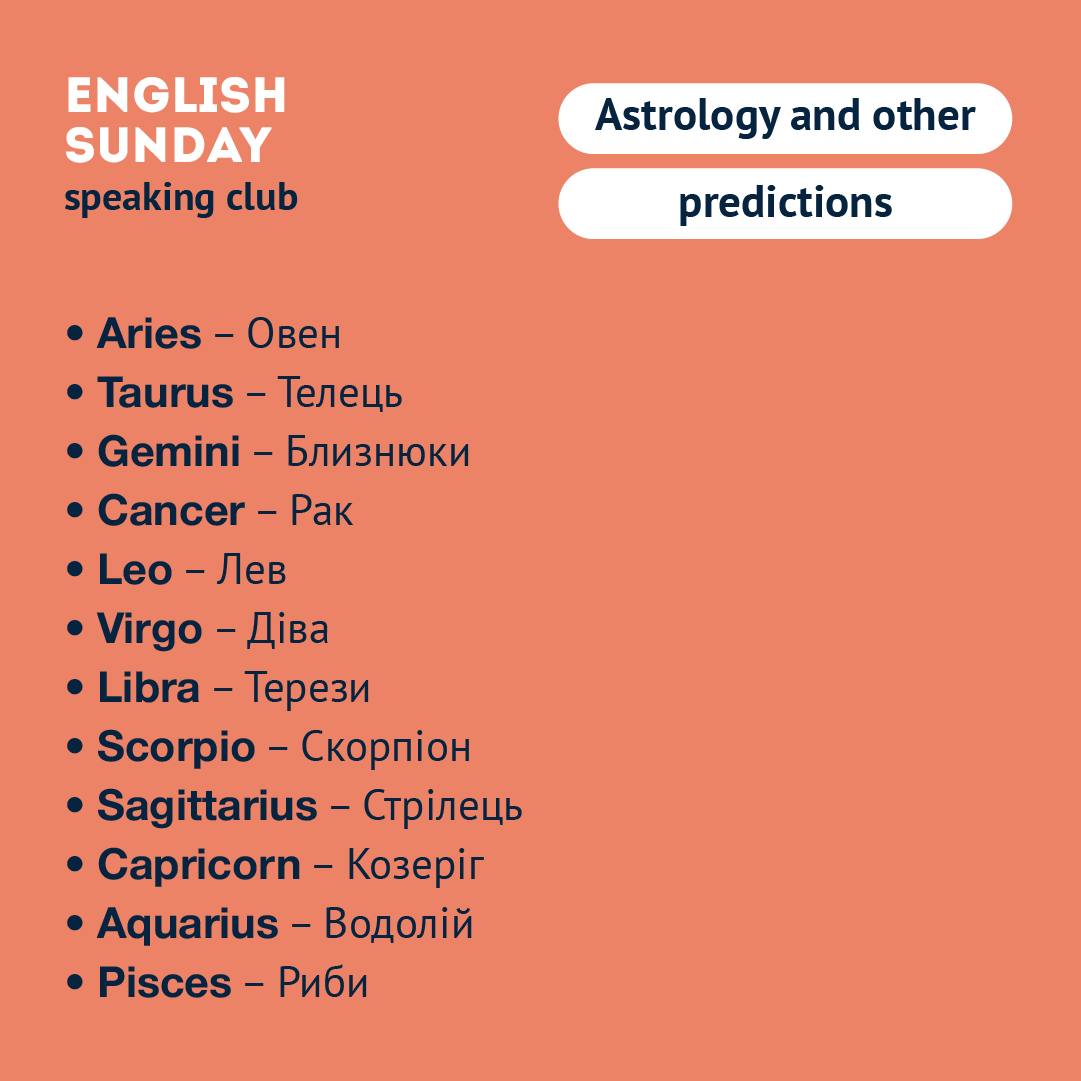 ENGLISH
SUNDAY
speaking club
Astrology and other
predictions
• Aries – Овен
• Taurus – Телець
• Gemini – Близнюки
• Cancer – Рак
• Leo – Лев
• Virgo – Діва
• Libra – Терези
• Scorpio – Скорпіон
• Sagittarius – Стрілець
• Capricorn – Козеріг
• Aquarius – Водолій
• Pisces – Риби